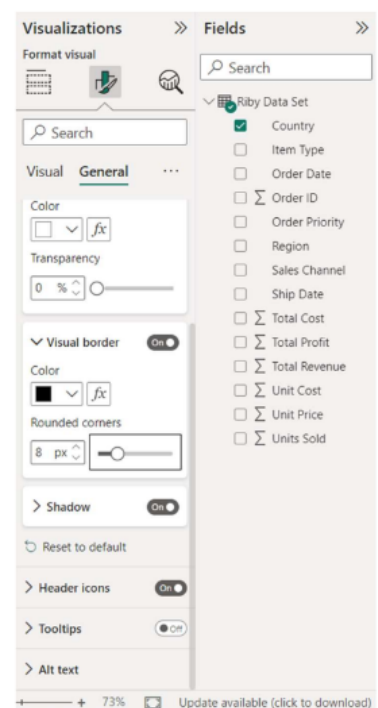 Visualizations
Format visual
Search
Visual General ...
Color
fx
Transparency
0 %
Visual border On
Color
fx
Rounded corners
8 px
Shadow On
Reset to default
Header icons On
Tooltips Off
Alt text
Fields
Search
Riby Data Set
Country
Item Type
Order Date
∑ Order ID
Order Priority
Region
Sales Channel
Ship Date
∑ Total Cost
∑ Total Profit
∑ Total Revenue
∑ Unit Cost
∑ Unit Price
∑ Units Sold
73% Update available (click to download)